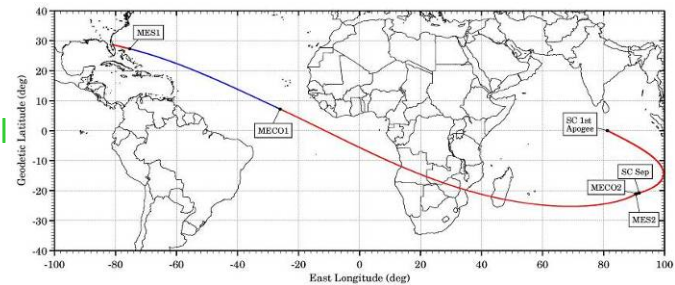 40
30
20
10
0
-10
-20
-30
-40
Geodetic Latitude (deg)
MES1
MECO1
SC 1st
Apogee
SC Sep
MECO2
MES2
-100
-80
-60
-40
-20
0
20
40
60
80
100
East Longitude (deg)